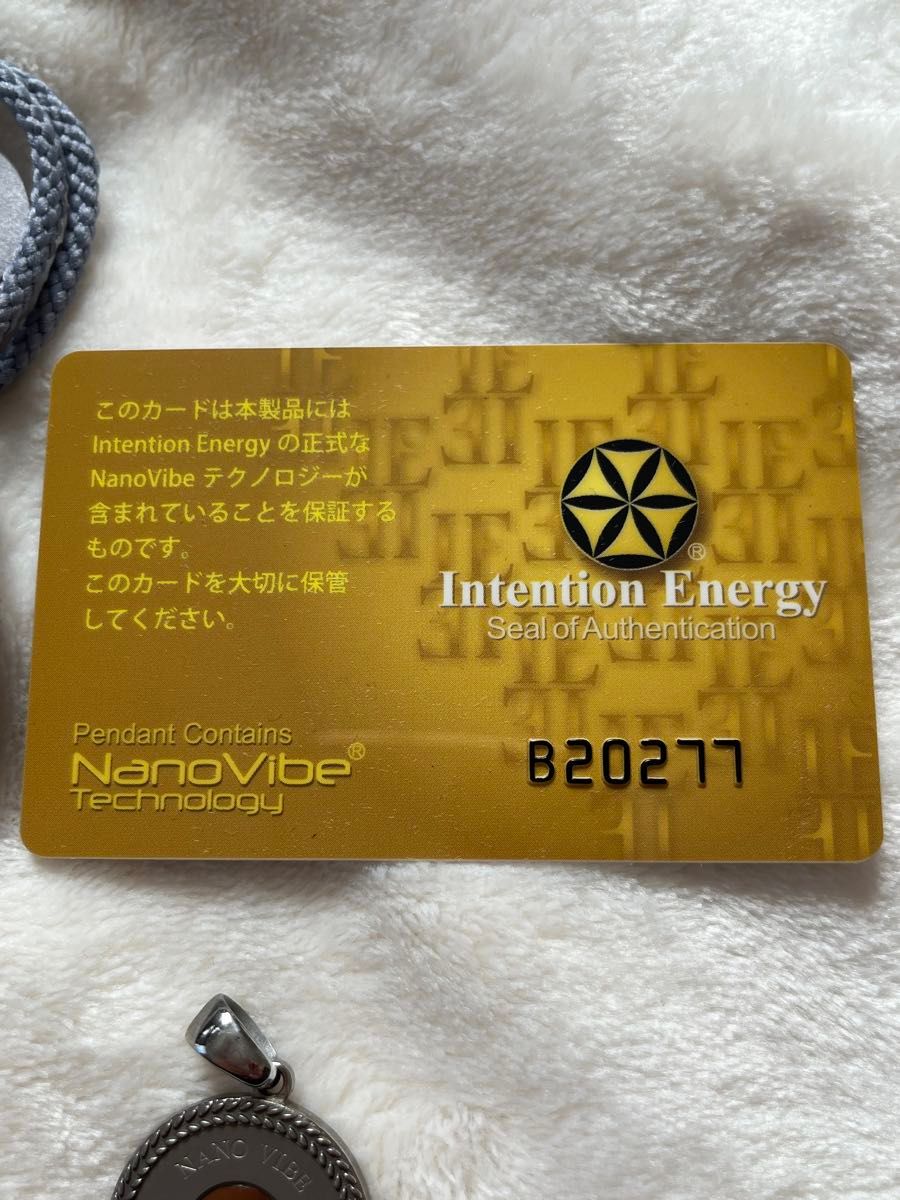 このカードは本製品には
Intention Energy の正式な
NanoVibe テクノロジーが
含まれていることを保証する
ものです。
このカードを大切に保管
してください。
®
Intention Energy
Seal of Authentication
Pendant Contains
NanoVibe®
Technology
B20277
NANO VIBE